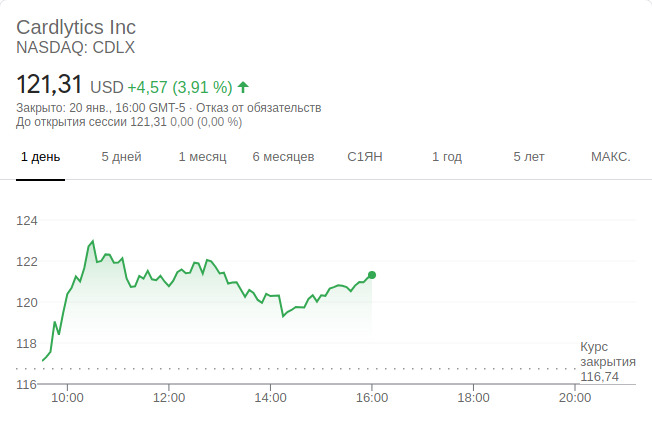 Cardlytics Inc
NASDAQ: CDLX
121,31 USD +4,57 (3,91 %)
Закрыто: 20 янв., 16:00 GMT-5 · Отказ от обязательств
До открытия сессии 121,31 0,00 (0,00 %)
1 день 5 дней 1 месяц 6 месяцев С1ЯН 1 год 5 лет МАКС.
124
122
120
118
Курс
закрытия
116,74
116
10:00 12:00 14:00 16:00 18:00 20:00